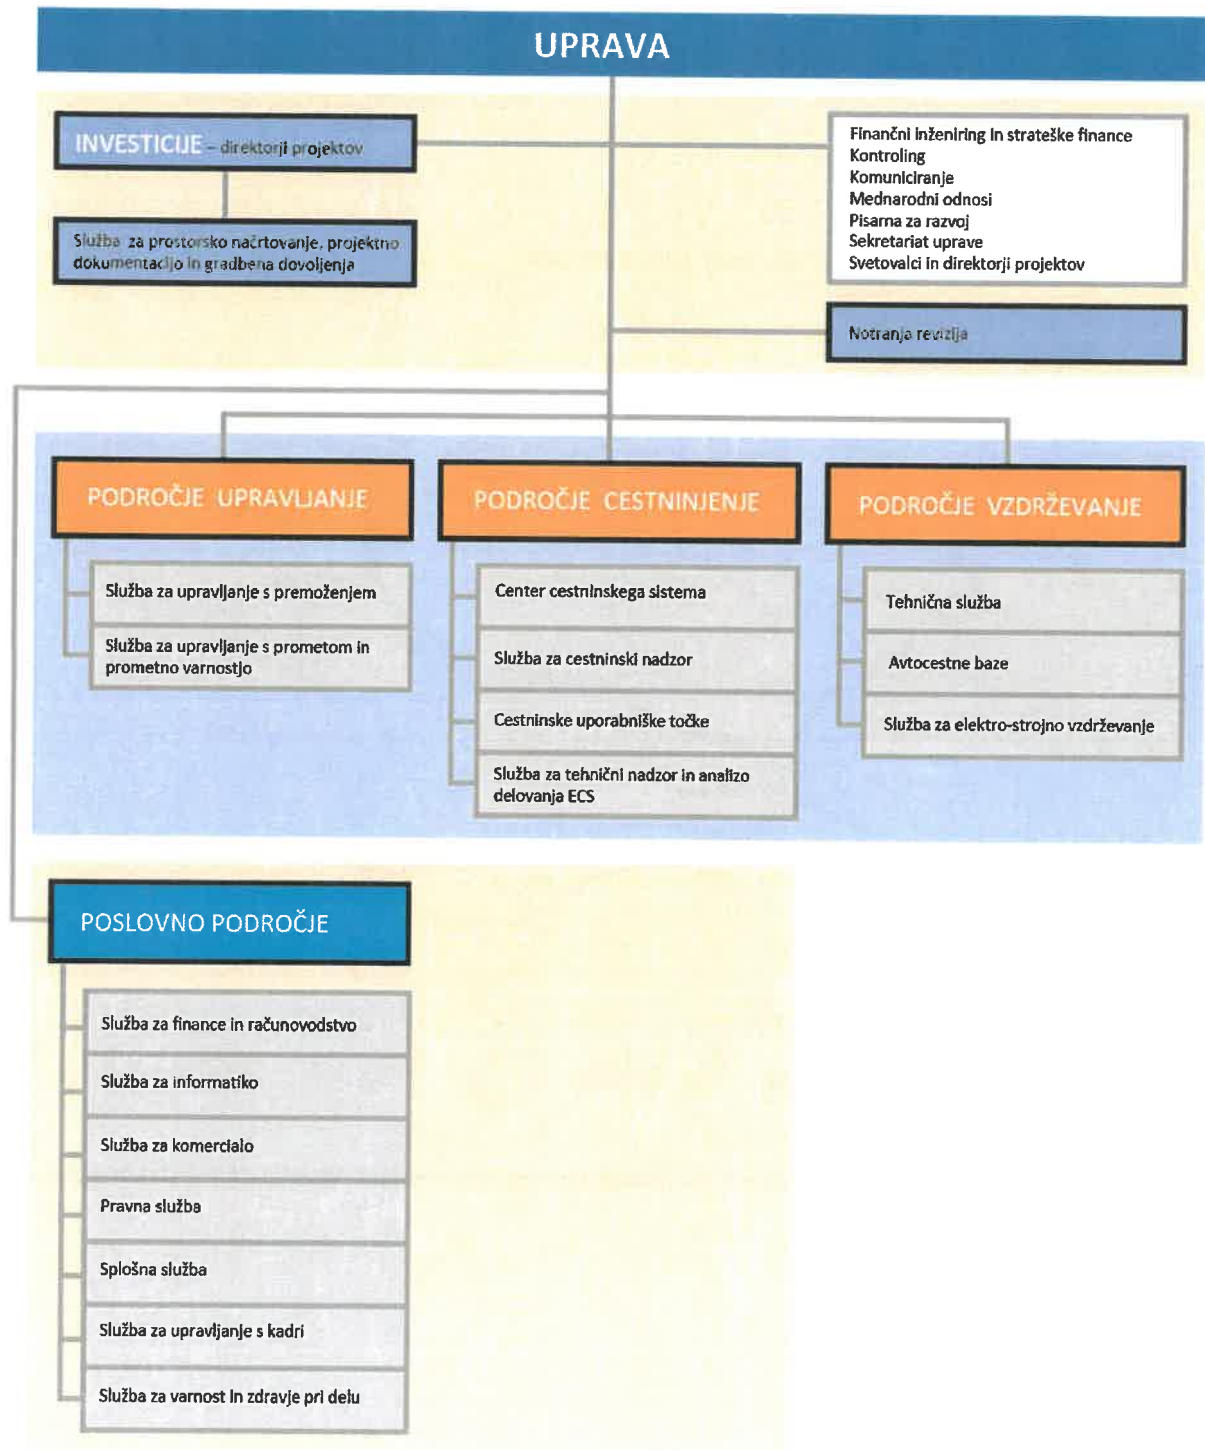 UPRAVA
INVESTICIJE – direktorji projektov
Služba za prostorsko načrtovanje, projektno
dokumentacijo in gradbena dovoljenja
Finančni inženiring in strateške finance
Kontroling
Komuniciranje
Mednarodni odnosi
Pisarna za razvoj
Sekretariat uprave
Svetovalci in direktorji projektov
Notranja revizija
PODROČJE UPRAVLJANJE
Služba za upravljanje s premoženjem
Služba za upravljanje s prometom in
prometno varnostjo
PODROČJE CESTNINJENJE
Center cestninskega sistema
Služba za cestninski nadzor
Cestninske uporabniške točke
Služba za tehnični nadzor in analizo
delovanja ECS
PODROČJE VZDRŽEVANJE
Tehnična služba
Avtocestne baze
Služba za elektro-strojno vzdrževanje
POSLOVNO PODROČJE
Služba za finance in računovodstvo
Služba za informatiko
Služba za komercialo
Pravna služba
Splošna služba
Služba za upravljanje s kadri
Služba za varnost in zdravje pri delu